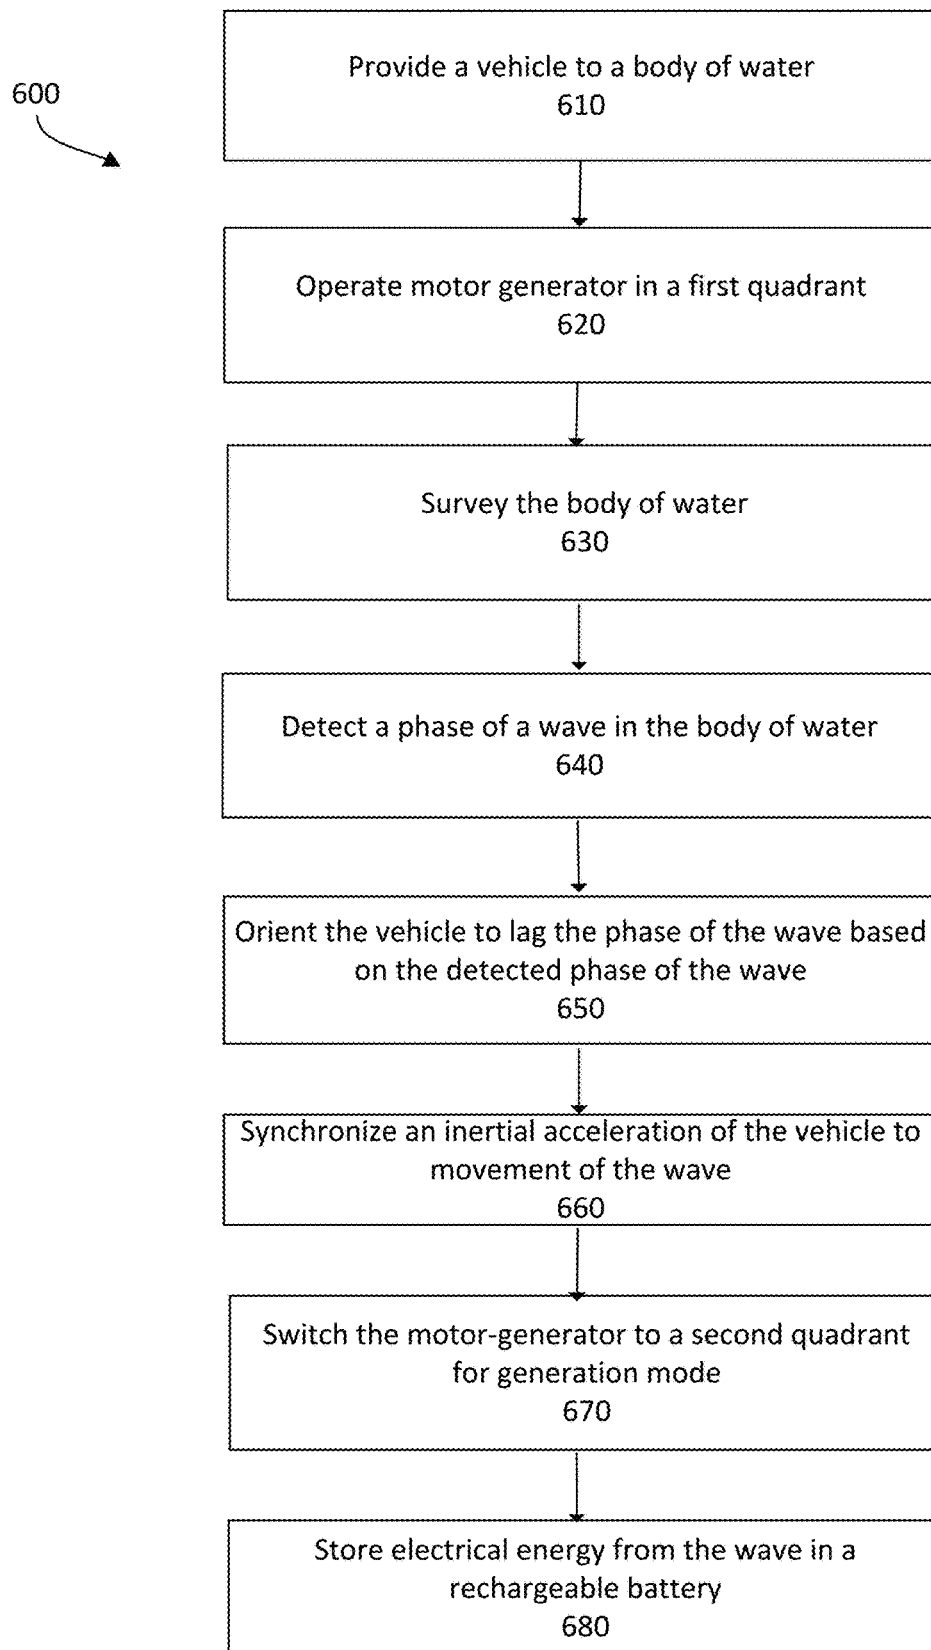 600
Provide a vehicle to a body of water
610
Operate motor generator in a first quadrant
620
Survey the body of water
630
Detect a phase of a wave in the body of water
640
Orient the vehicle to lag the phase of the wave based
on the detected phase of the wave
650
Synchronize an inertial acceleration of the vehicle to
movement of the wave
660
Switch the motor-generator to a second quadrant
for generation mode
670
Store electrical energy from the wave in a
rechargeable battery
680